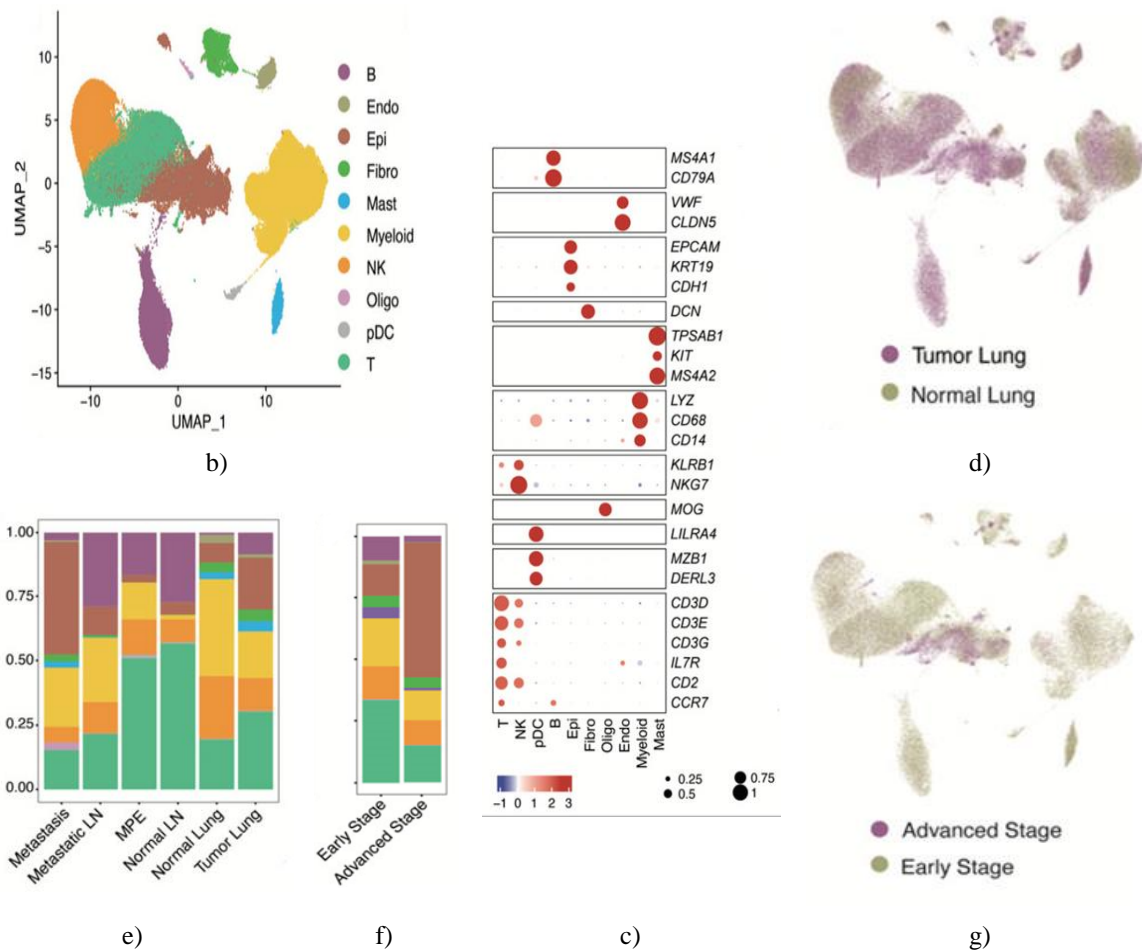 10
5
0
−5
−10
−15
UMAP_2
−10
0
10
UMAP_1
B
Endo
Epi
Fibro
Mast
Myeloid
NK
Oligo
pDC
T
b)
MS4A1
CD79A
VWF
CLDN5
EPCAM
KRT19
CDH1
DCN
TPSAB1
KIT
MS4A2
LYZ
CD68
CD14
KLRB1
NKG7
MOG
LILRA4
MZB1
DERL3
CD3D
CD3E
CD3G
IL7R
CD2
CCR7
T
NK
pDC
B
Epi
Fibro
Oligo
Endo
Myeloid
Mast
−1 0 1 2 3
0.25
0.5
0.75
1
Tumor Lung
Normal Lung
d)
1.00
0.75
0.50
0.25
0.00
Metastasis
Metastatic LN
MPE
Normal LN
Normal Lung
Tumor Lung
Early Stage
Advanced Stage
Advanced Stage
Early Stage
e)
f)
c)
g)